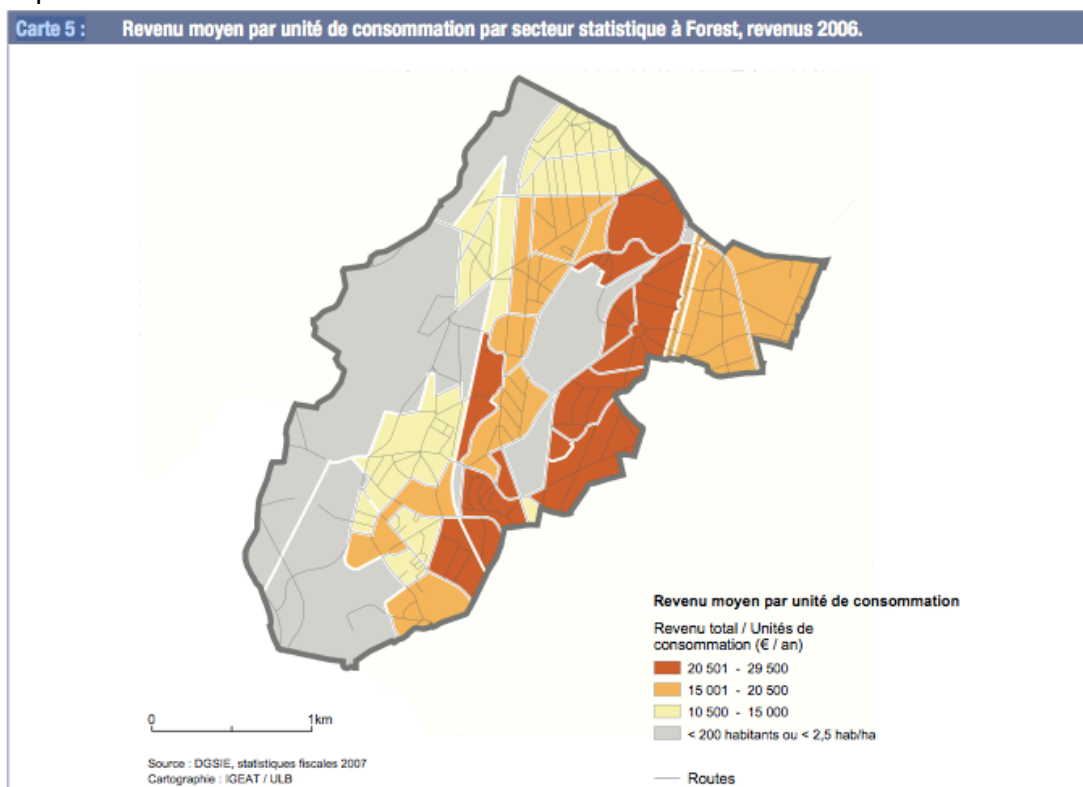 Carte 5 : Revenu moyen par unité de consommation par secteur statistique à Forest, revenus 2006.
Revenu moyen par unité de consommation
Revenu total / Unités de
consommation (€ / an)
20 501 - 29 500
15 001 - 20 500
10 500 - 15 000
< 200 habitants ou < 2,5 hab/ha
0 1km
Source : DGSIE, statistiques fiscales 2007
Cartographie : IGEAT / ULB
Routes